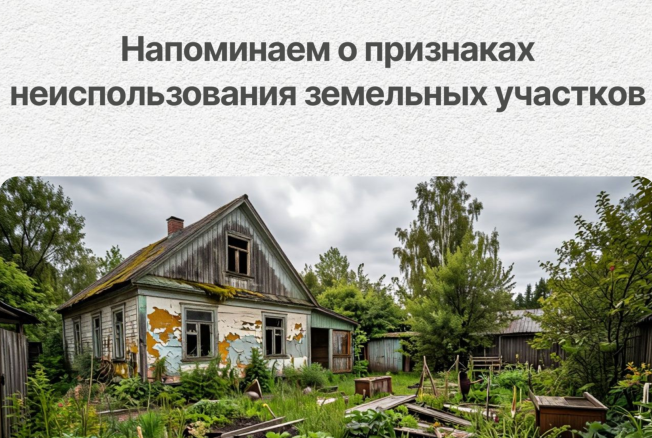 Напоминаем о признаках
неиспользования земельных участков